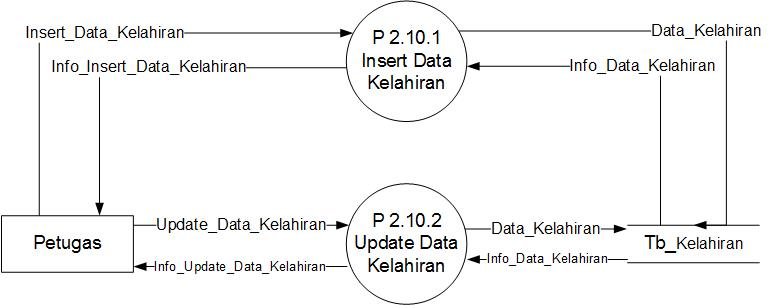 Insert_Data_Kelahiran
P 2.10.1
Insert Data
Kelahiran
Data_Kelahiran
Info_Insert_Data_Kelahiran
Info_Data_Kelahiran
Petugas
Update_Data_Kelahiran
P 2.10.2
Update Data
Kelahiran
Data_Kelahiran
Tb_Kelahiran
Info_Update_Data_Kelahiran
Info_Data_Kelahiran